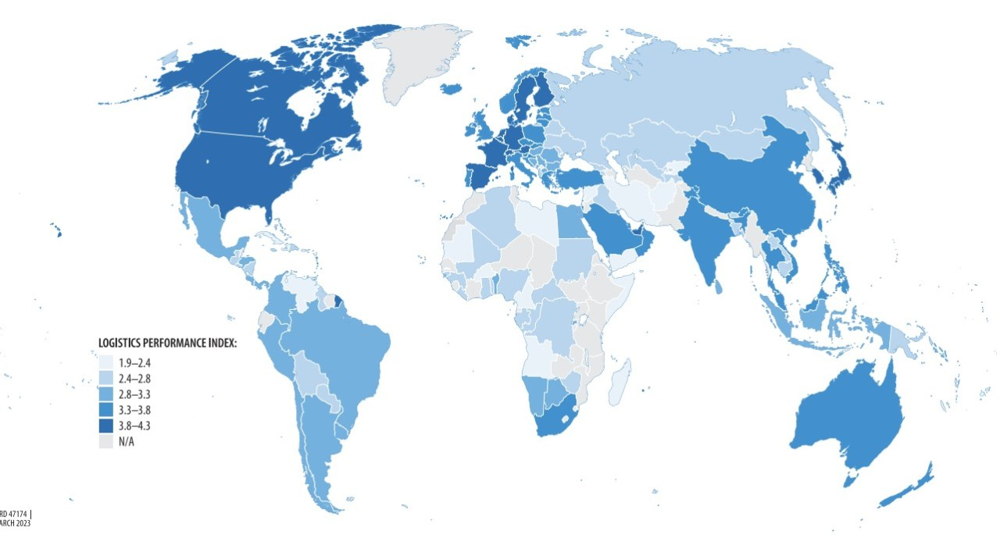 LOGISTICS PERFORMANCE INDEX:
1.9–2.4
2.4–2.8
2.8–3.3
3.3–3.8
3.8–4.3
N/A
RD 47174 |
ARCH 2023